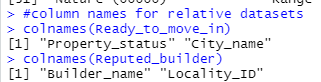 > #column names for relative datasets
> colnames(Ready_to_move_in)
[1] "Property_status" "City_name"
> colnames(Reputed_builder)
[1] "Builder_name" "Locality_ID"